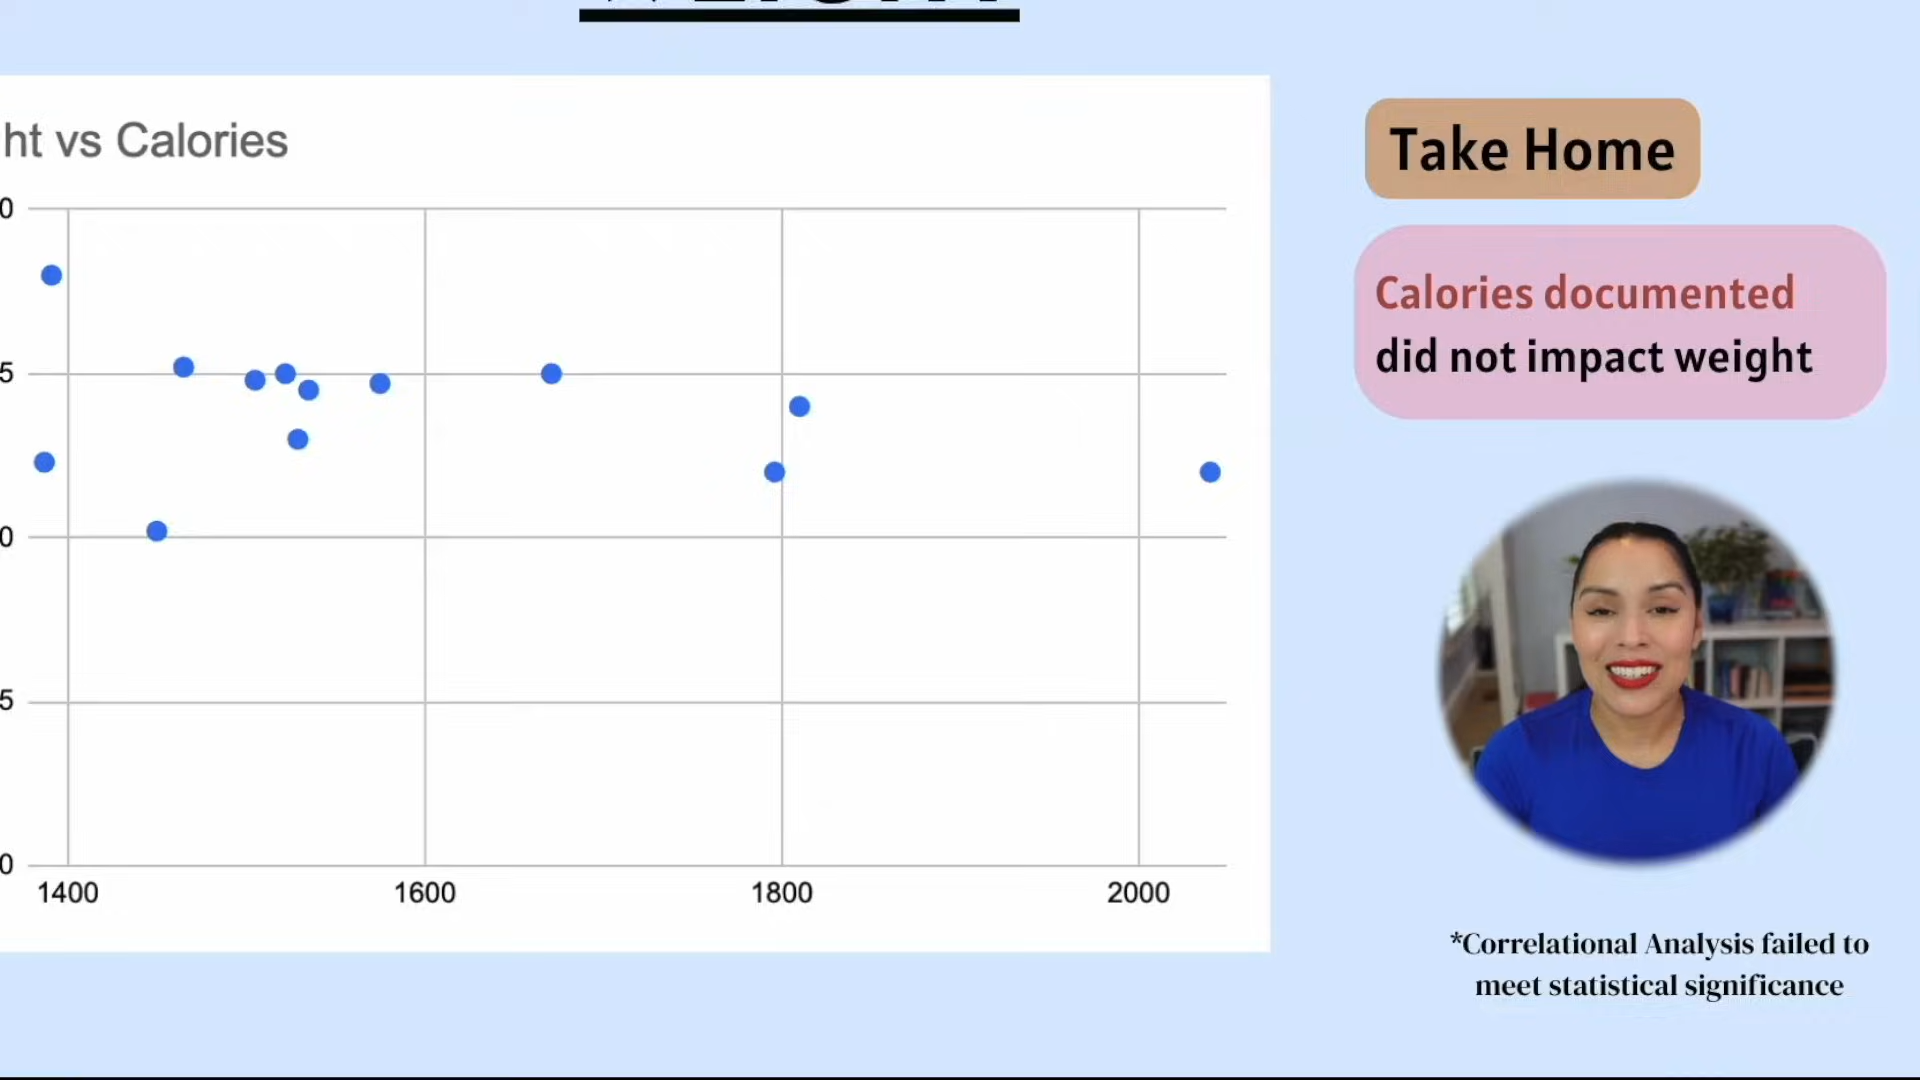 ht vs Calories
0
5
0
5
0
1400 1600 1800 2000
Take Home
Calories documented
did not impact weight
*Correlational Analysis failed to
meet statistical significance